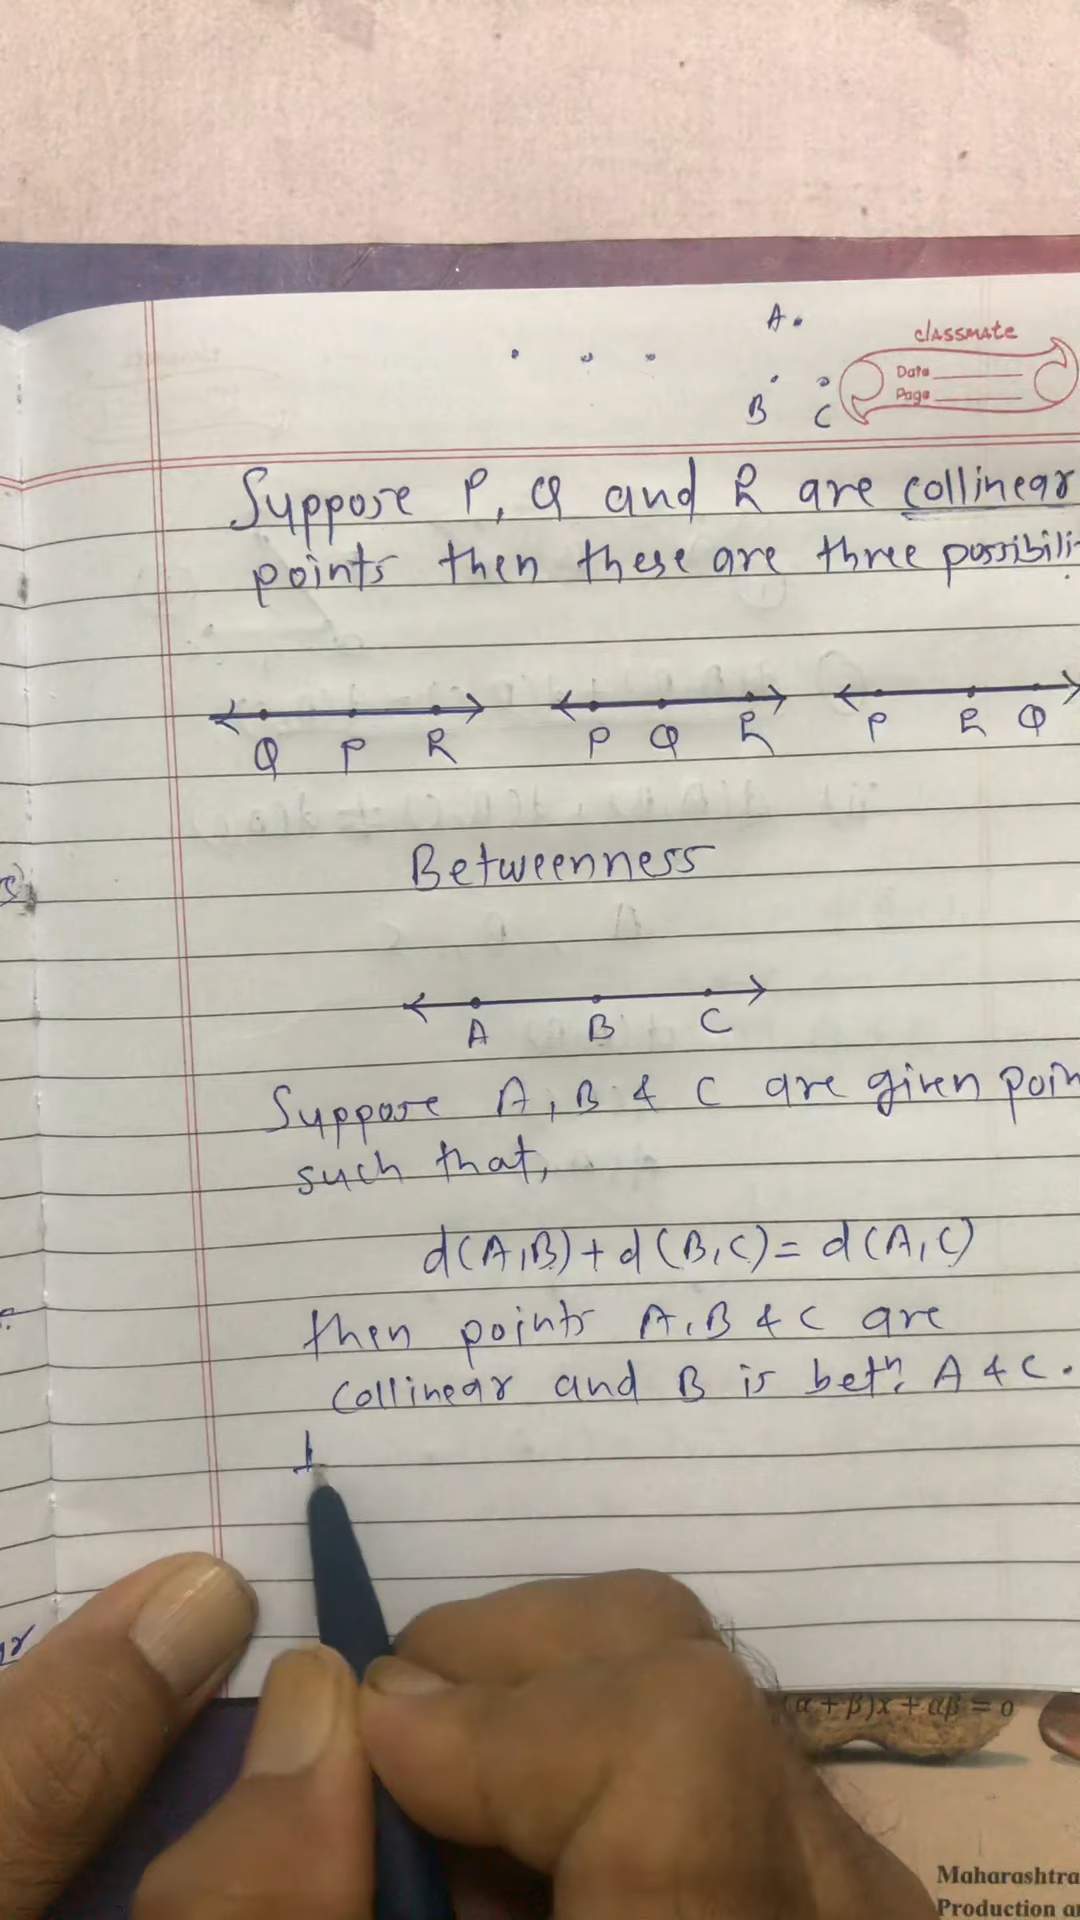 A.
classmate
Date
Page
B C
Suppose P, Q and R are collinear
points then these are three possibili-
Q P R P Q R P R Q
Betweenness
A B C
Suppose A, B & C are given poin
such that,
d(A,B) + d(B,C) = d(A,C)
then points A, B & C are
collinear and B is betn. A & C.
(α + β)x + αβ = 0
Maharashtra
Production a